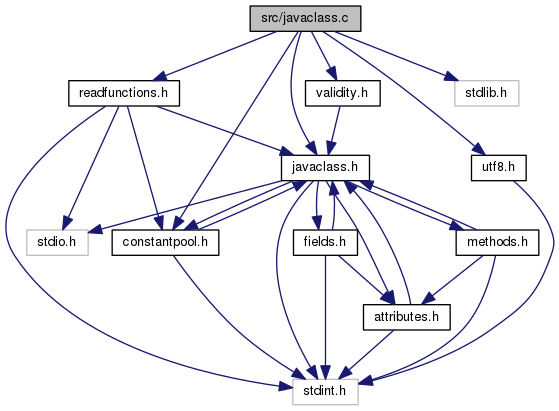 src/javaclass.c
readfunctions.h
validity.h
stdlib.h
javaclass.h
utf8.h
stdio.h
constantpool.h
fields.h
methods.h
attributes.h
stdint.h